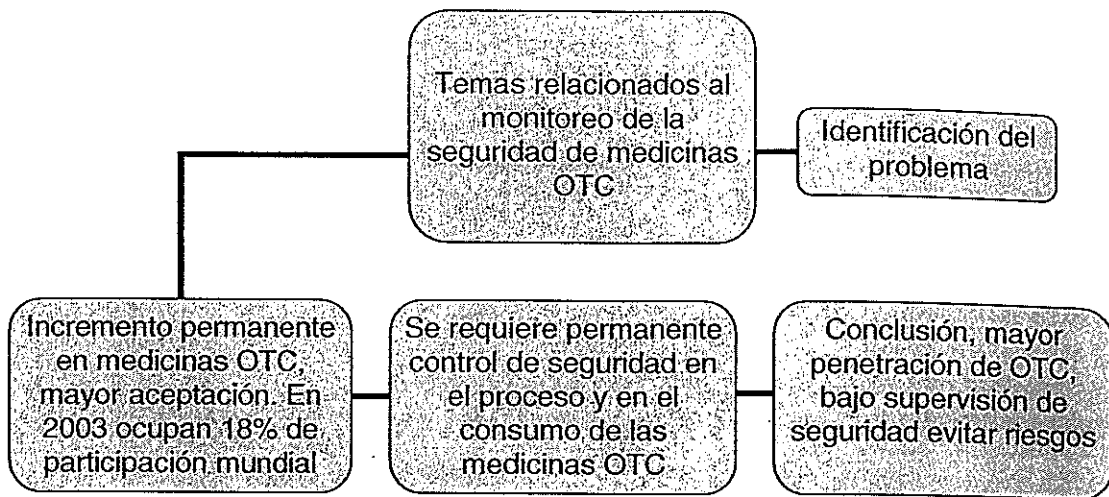 Temas relacionados al
monitoreo de la
seguridad de medicinas
OTC
Identificación del
problema
Incremento permanente
en medicinas OTC,
mayor aceptación. En
2003 ocupan 18% de
participación mundial
Se requiere permanente
control de seguridad en
el proceso y en el
consumo de las
medicinas OTC
Conclusión, mayor
penetración de OTC,
bajo supervisión de
seguridad evitar riesgos